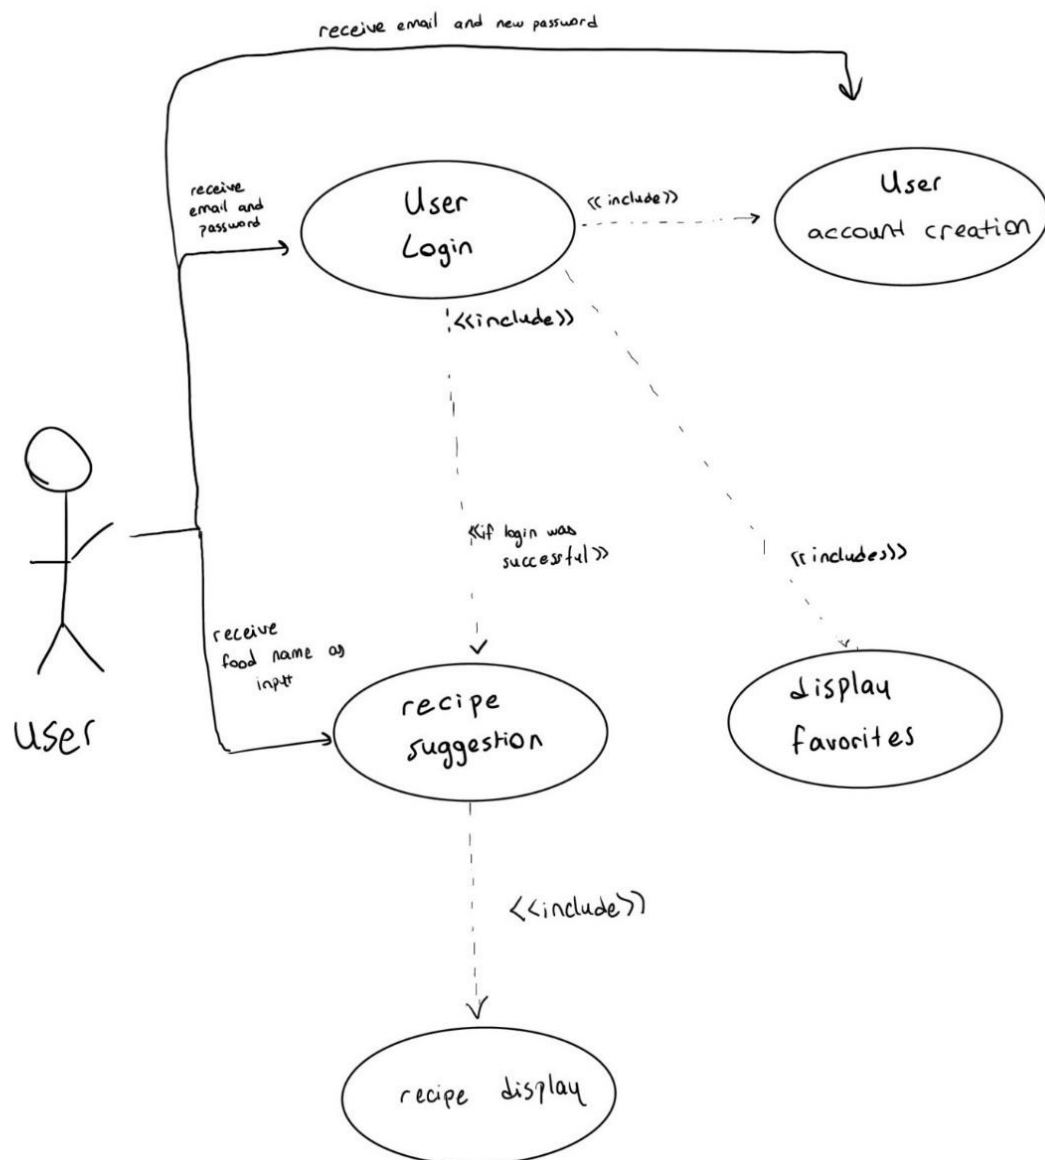 receive email and new password
receive
email and
password
User
Login
<<include>>
User
account creation
<<include>>
<<if login was
successful>>
<<includes>>
user
receive
food name as
input
recipe
suggestion
display
favorites
<<include>>
recipe display